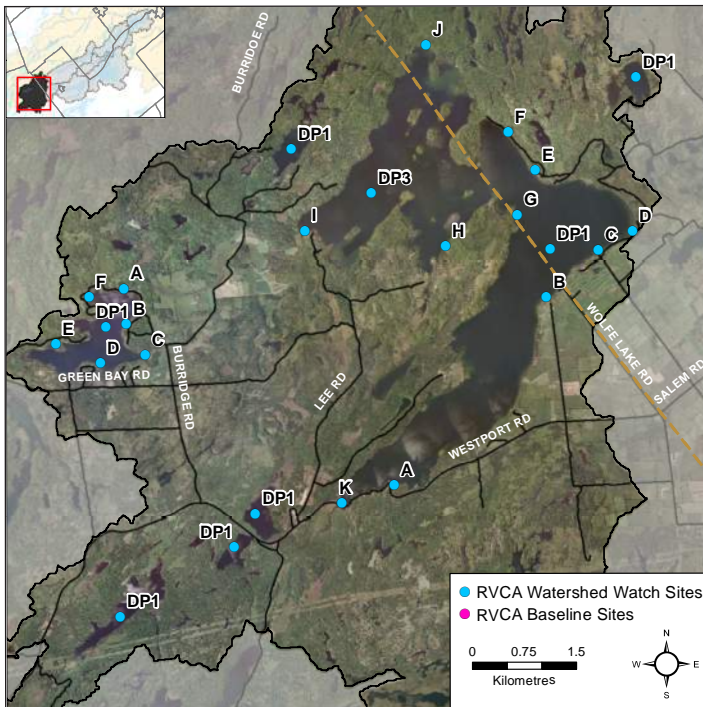 J
BURRIDGE RD
DP1
F
DP1
E
DP3
G
I
D
H
DP1
C
A
F
B
B
DP1
E
WOLFE LAKE RD
D
C
GREEN BAY RD
BURRIDGE RD
LEE RD
SALEM RD
WESTPORT RD
A
K
DP1
DP1
DP1
RVCA Watershed Watch Sites
RVCA Baseline Sites
0 0.75 1.5
Kilometres
N
W E
S